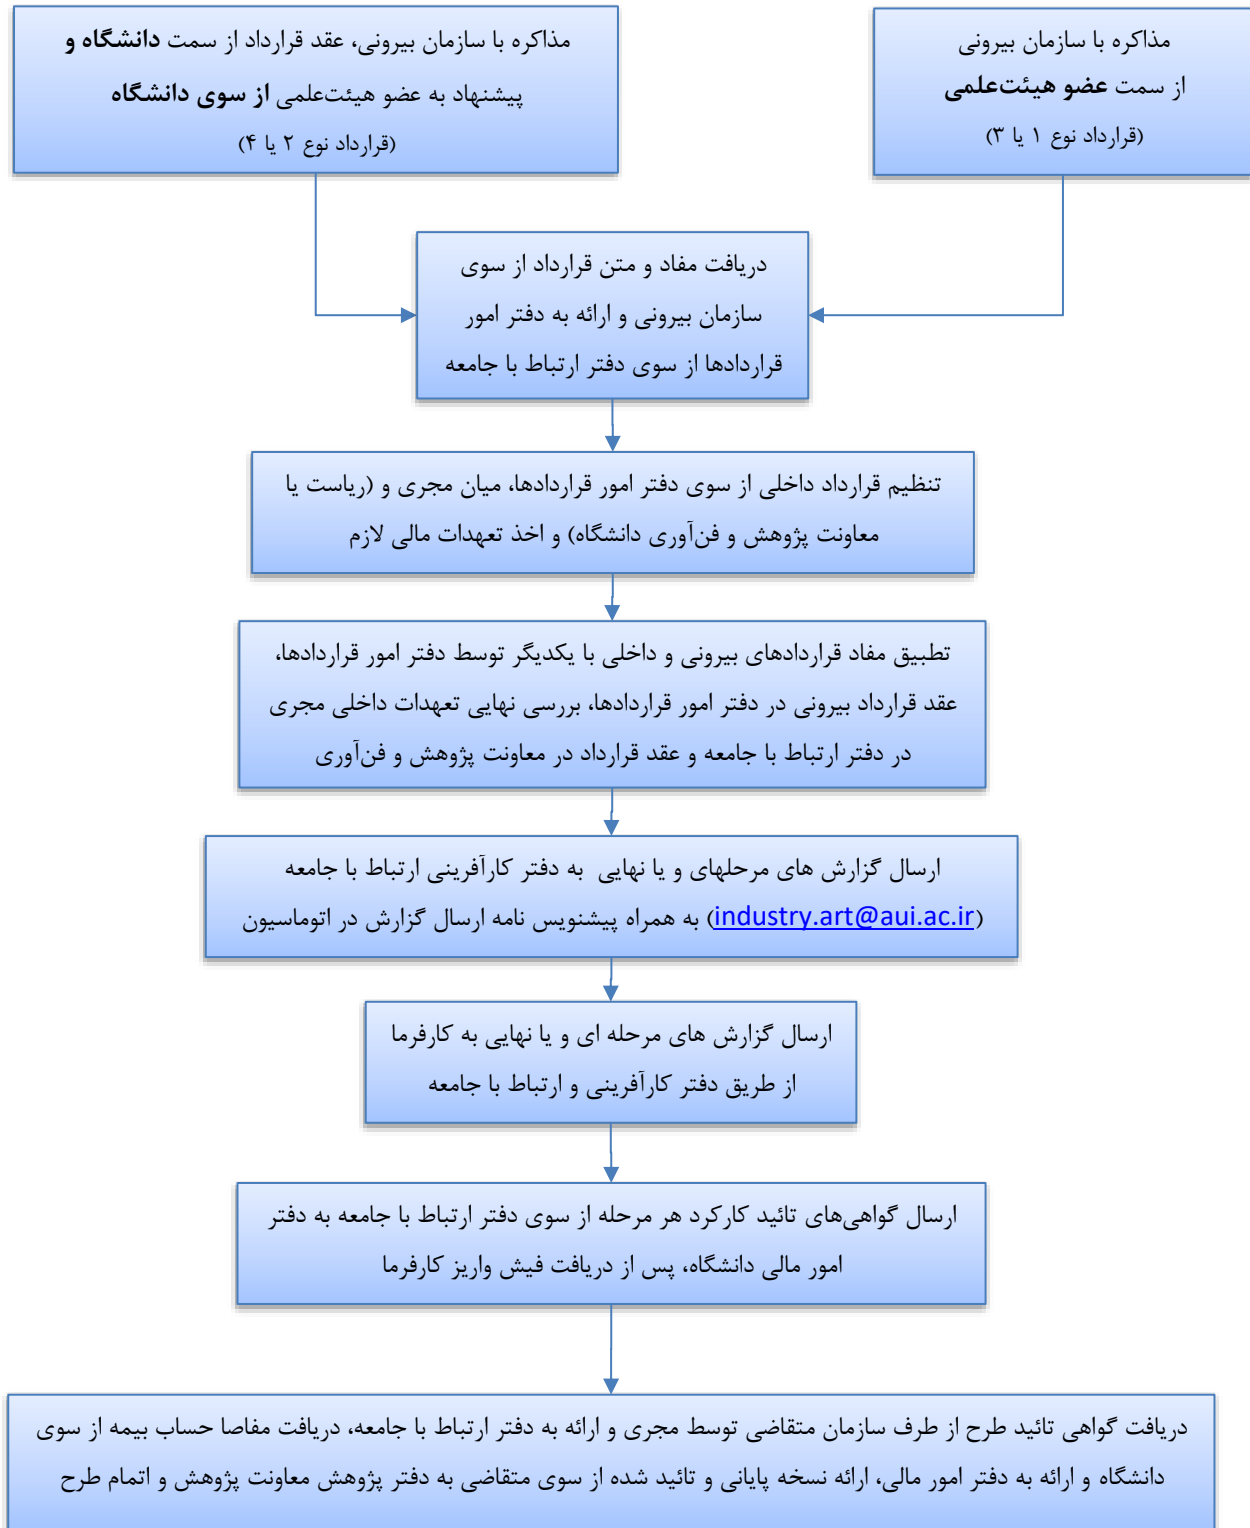 مذاکره با سازمان بیرونی
از سمت عضو هیئت‌علمی
(قرارداد نوع ۱ یا ۳)
مذاکره با سازمان بیرونی، عقد قرارداد از سمت دانشگاه و
پیشنهاد به عضو هیئت‌علمی از سوی دانشگاه
(قرارداد نوع ۲ یا ۴)
دریافت مفاد و متن قرارداد از سوی
سازمان بیرونی و ارائه به دفتر امور
قراردادها از سوی دفتر ارتباط با جامعه
تنظیم قرارداد داخلی از سوی دفتر امور قراردادها، میان مجری و (ریاست یا
معاونت پژوهش و فن‌آوری دانشگاه) و اخذ تعهدات مالی لازم
تطبیق مفاد قراردادهای بیرونی و داخلی با یکدیگر توسط دفتر امور قراردادها،
عقد قرارداد بیرونی در دفتر امور قراردادها، بررسی نهایی تعهدات داخلی مجری
در دفتر ارتباط با جامعه و عقد قرارداد در معاونت پژوهش و فن‌آوری
ارسال گزارش های مرحلهای و یا نهایی به دفتر کارآفرینی ارتباط با جامعه
(industry.art@aui.ac.ir) به همراه پیشنویس نامه ارسال گزارش در اتوماسیون
ارسال گزارش های مرحله ای و یا نهایی به کارفرما
از طریق دفتر کارآفرینی و ارتباط با جامعه
ارسال گواهی‌های تائید کارکرد هر مرحله از سوی دفتر ارتباط با جامعه به دفتر
امور مالی دانشگاه، پس از دریافت فیش واریز کارفرما
دریافت گواهی تائید طرح از طرف سازمان متقاضی توسط مجری و ارائه به دفتر ارتباط با جامعه، دریافت مفاصا حساب بیمه از سوی
دانشگاه و ارائه به دفتر امور مالی، ارائه نسخه پایانی و تائید شده از سوی متقاضی به دفتر پژوهش معاونت پژوهش و اتمام طرح